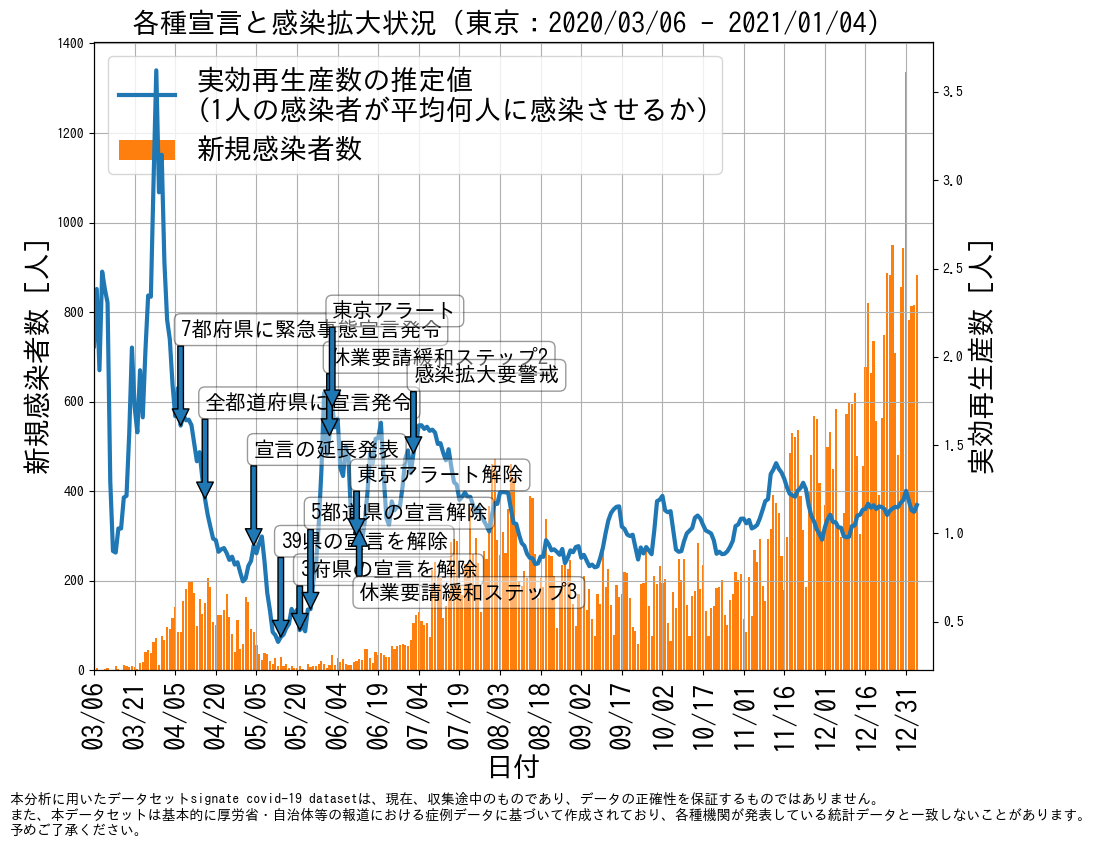 各種宣言と感染拡大状況 (東京：2020/03/06 - 2021/01/04)
実効再生産数の推定値
(1人の感染者が平均何人に感染させるか)
新規感染者数
1400
1200
1000
800
600
400
200
0
新規感染者数 [人]
3.5
3.0
2.5
2.0
1.5
1.0
0.5
実効再生産数 [人]
東京アラート
7都府県に緊急事態宣言発令
休業要請緩和ステップ2
感染拡大要警戒
全都道府県に宣言発令
宣言の延長発表
東京アラート解除
5都道県の宣言解除
39県の宣言を解除
3府県の宣言を解除
休業要請緩和ステップ3
03/06
03/21
04/05
04/20
05/05
05/20
06/04
06/19
07/04
07/19
08/03
08/18
09/02
09/17
10/02
10/17
11/01
11/16
12/01
12/16
12/31
日付
本分析に用いたデータセットsignate covid-19 datasetは、現在、収集途中のものであり、データの正確性を保証するものではありません。
また、本データセットは基本的に厚労省・自治体等の報道における症例データに基づいて作成されており、各種機関が発表している統計データと一致しないことがあります。
予めご了承ください。